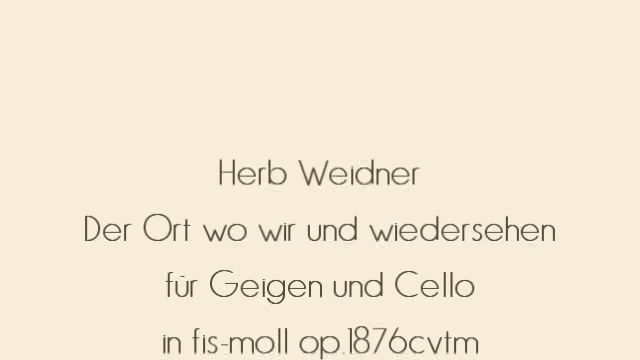 Herb Weidner
Der Ort wo wir und wiedersehen
für Geigen und Cello
in fis-moll op.1876cvtm